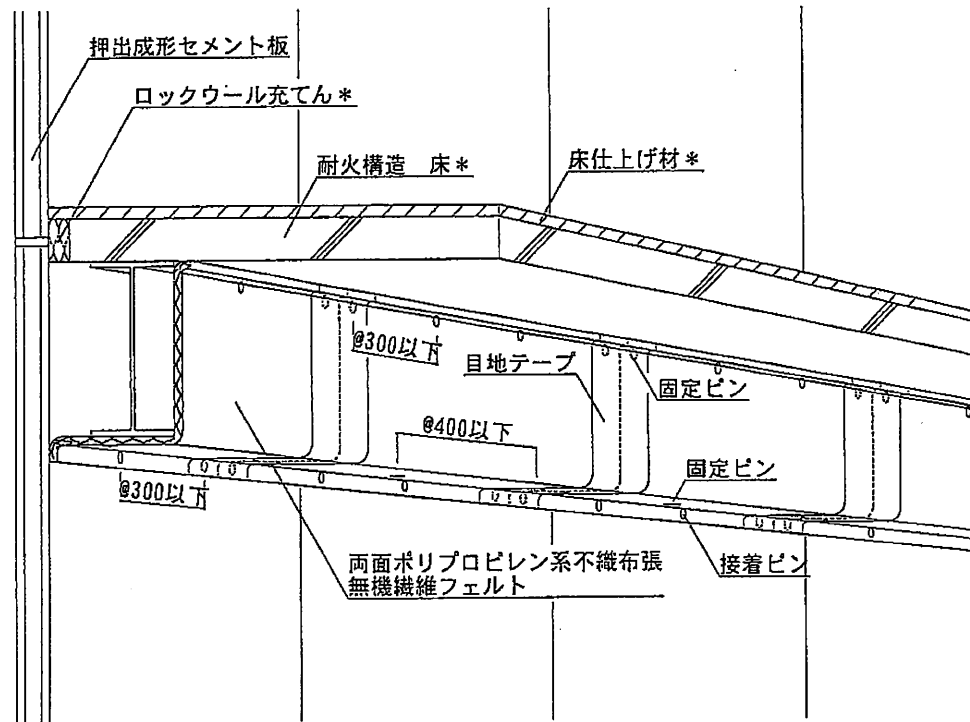 押出成形セメント板
ロックウール充てん*
耐火構造 床*
床仕上げ材*
@300以下
目地テープ
固定ピン
@400以下
固定ピン
@300以下
両面ポリプロピレン系不織布張
無機繊維フェルト
接着ピン